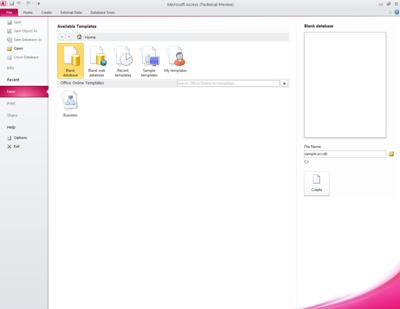 Microsoft Access (Technical Preview)
File Home Create External Data Database Tools
Save
Save Object As
Save Database As
Open
Close Database
Info
Recent
New
Print
Share
Help
Options
Exit
Available Templates
Home
Blank database
Blank web database
Recent templates
Sample templates
My templates
Office Online Templates
Search Office Online for templates
Business
Blank database
File Name
sample.accdb
C:\
Create